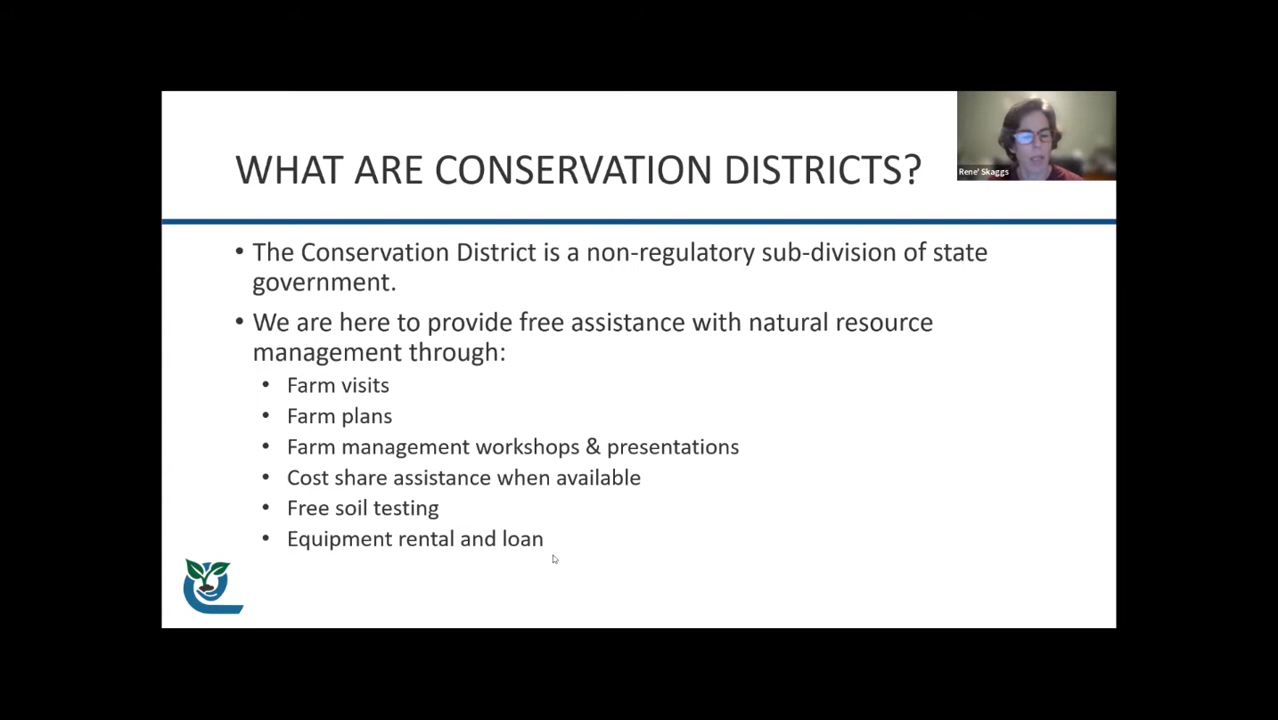 WHAT ARE CONSERVATION DISTRICTS?
Rene' Skaggs
• The Conservation District is a non-regulatory sub-division of state
government.
• We are here to provide free assistance with natural resource
management through:
• Farm visits
• Farm plans
• Farm management workshops & presentations
• Cost share assistance when available
• Free soil testing
• Equipment rental and loan